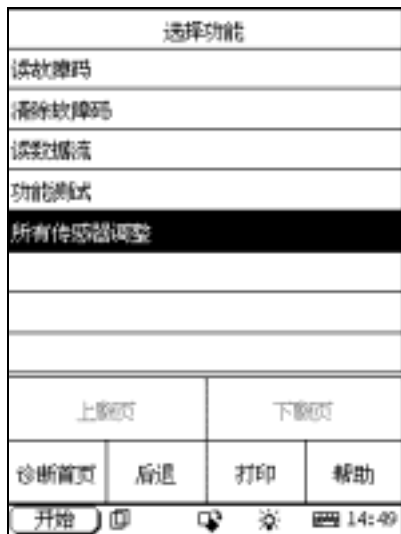 选择功能
读故障码
清除故障码
读数据流
功能测试
所有传感器调整
上翻页 下翻页
诊断首页 后退 打印 帮助
开始 14:49